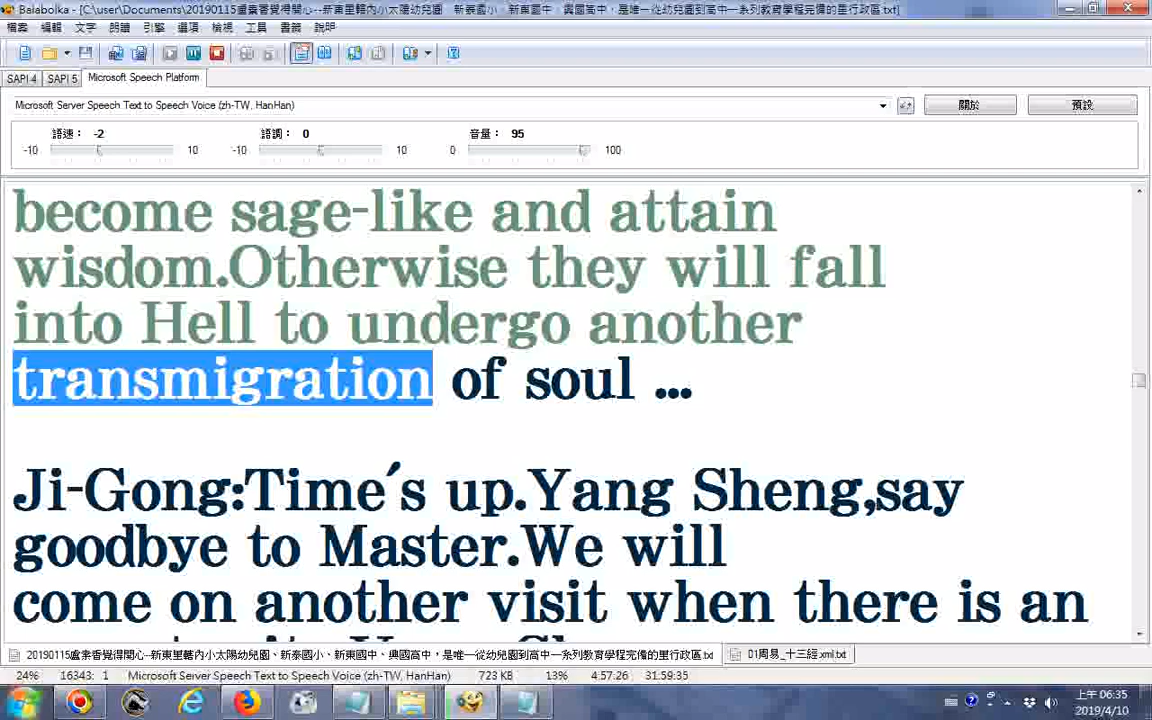 Balabolka - [C:\user\Documents\20190115盧素香覺得開心--新東里轄內小太陽幼兒園、新泰國小、新東國中、興國高中，是唯一從幼兒園到高中一系列教育學程完備的里行政區.txt]
檔案 編輯 文字 朗讀 引擎 選項 檢視 工具 書籤 說明
SAPI 4 SAPI 5 Microsoft Speech Platform
Microsoft Server Speech Text to Speech Voice (zh-TW, HanHan) 關於 預設
語速： -2 語調： 0 音量： 95
-10 10 -10 10 0 100
become sage-like and attain
wisdom.Otherwise they will fall
into Hell to undergo another
transmigration of soul ...
Ji-Gong:Time's up.Yang Sheng,say
goodbye to Master.We will
come on another visit when there is an
20190115盧素香覺得開心--新東里轄內小太陽幼兒園、新泰國小、新東國中、興國高中，是唯一從幼兒園到高中一系列教育學程完備的里行政區.txt 01周易_十三經.xml.txt
24% 16343: 1 Microsoft Server Speech Text to Speech Voice (zh-TW, HanHan) 723 KB 13% 4:57:26 31:59:35
上午 06:35
2019/4/10